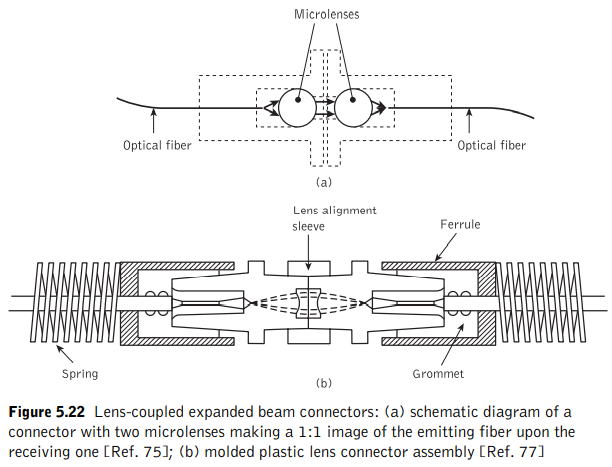 Microlenses
Optical fiber
Optical fiber
(a)
Lens alignment
sleeve
Ferrule
Spring
Grommet
(b)
Figure 5.22 Lens-coupled expanded beam connectors: (a) schematic diagram of a
connector with two microlenses making a 1:1 image of the emitting fiber upon the
receiving one [Ref. 75]; (b) molded plastic lens connector assembly [Ref. 77]